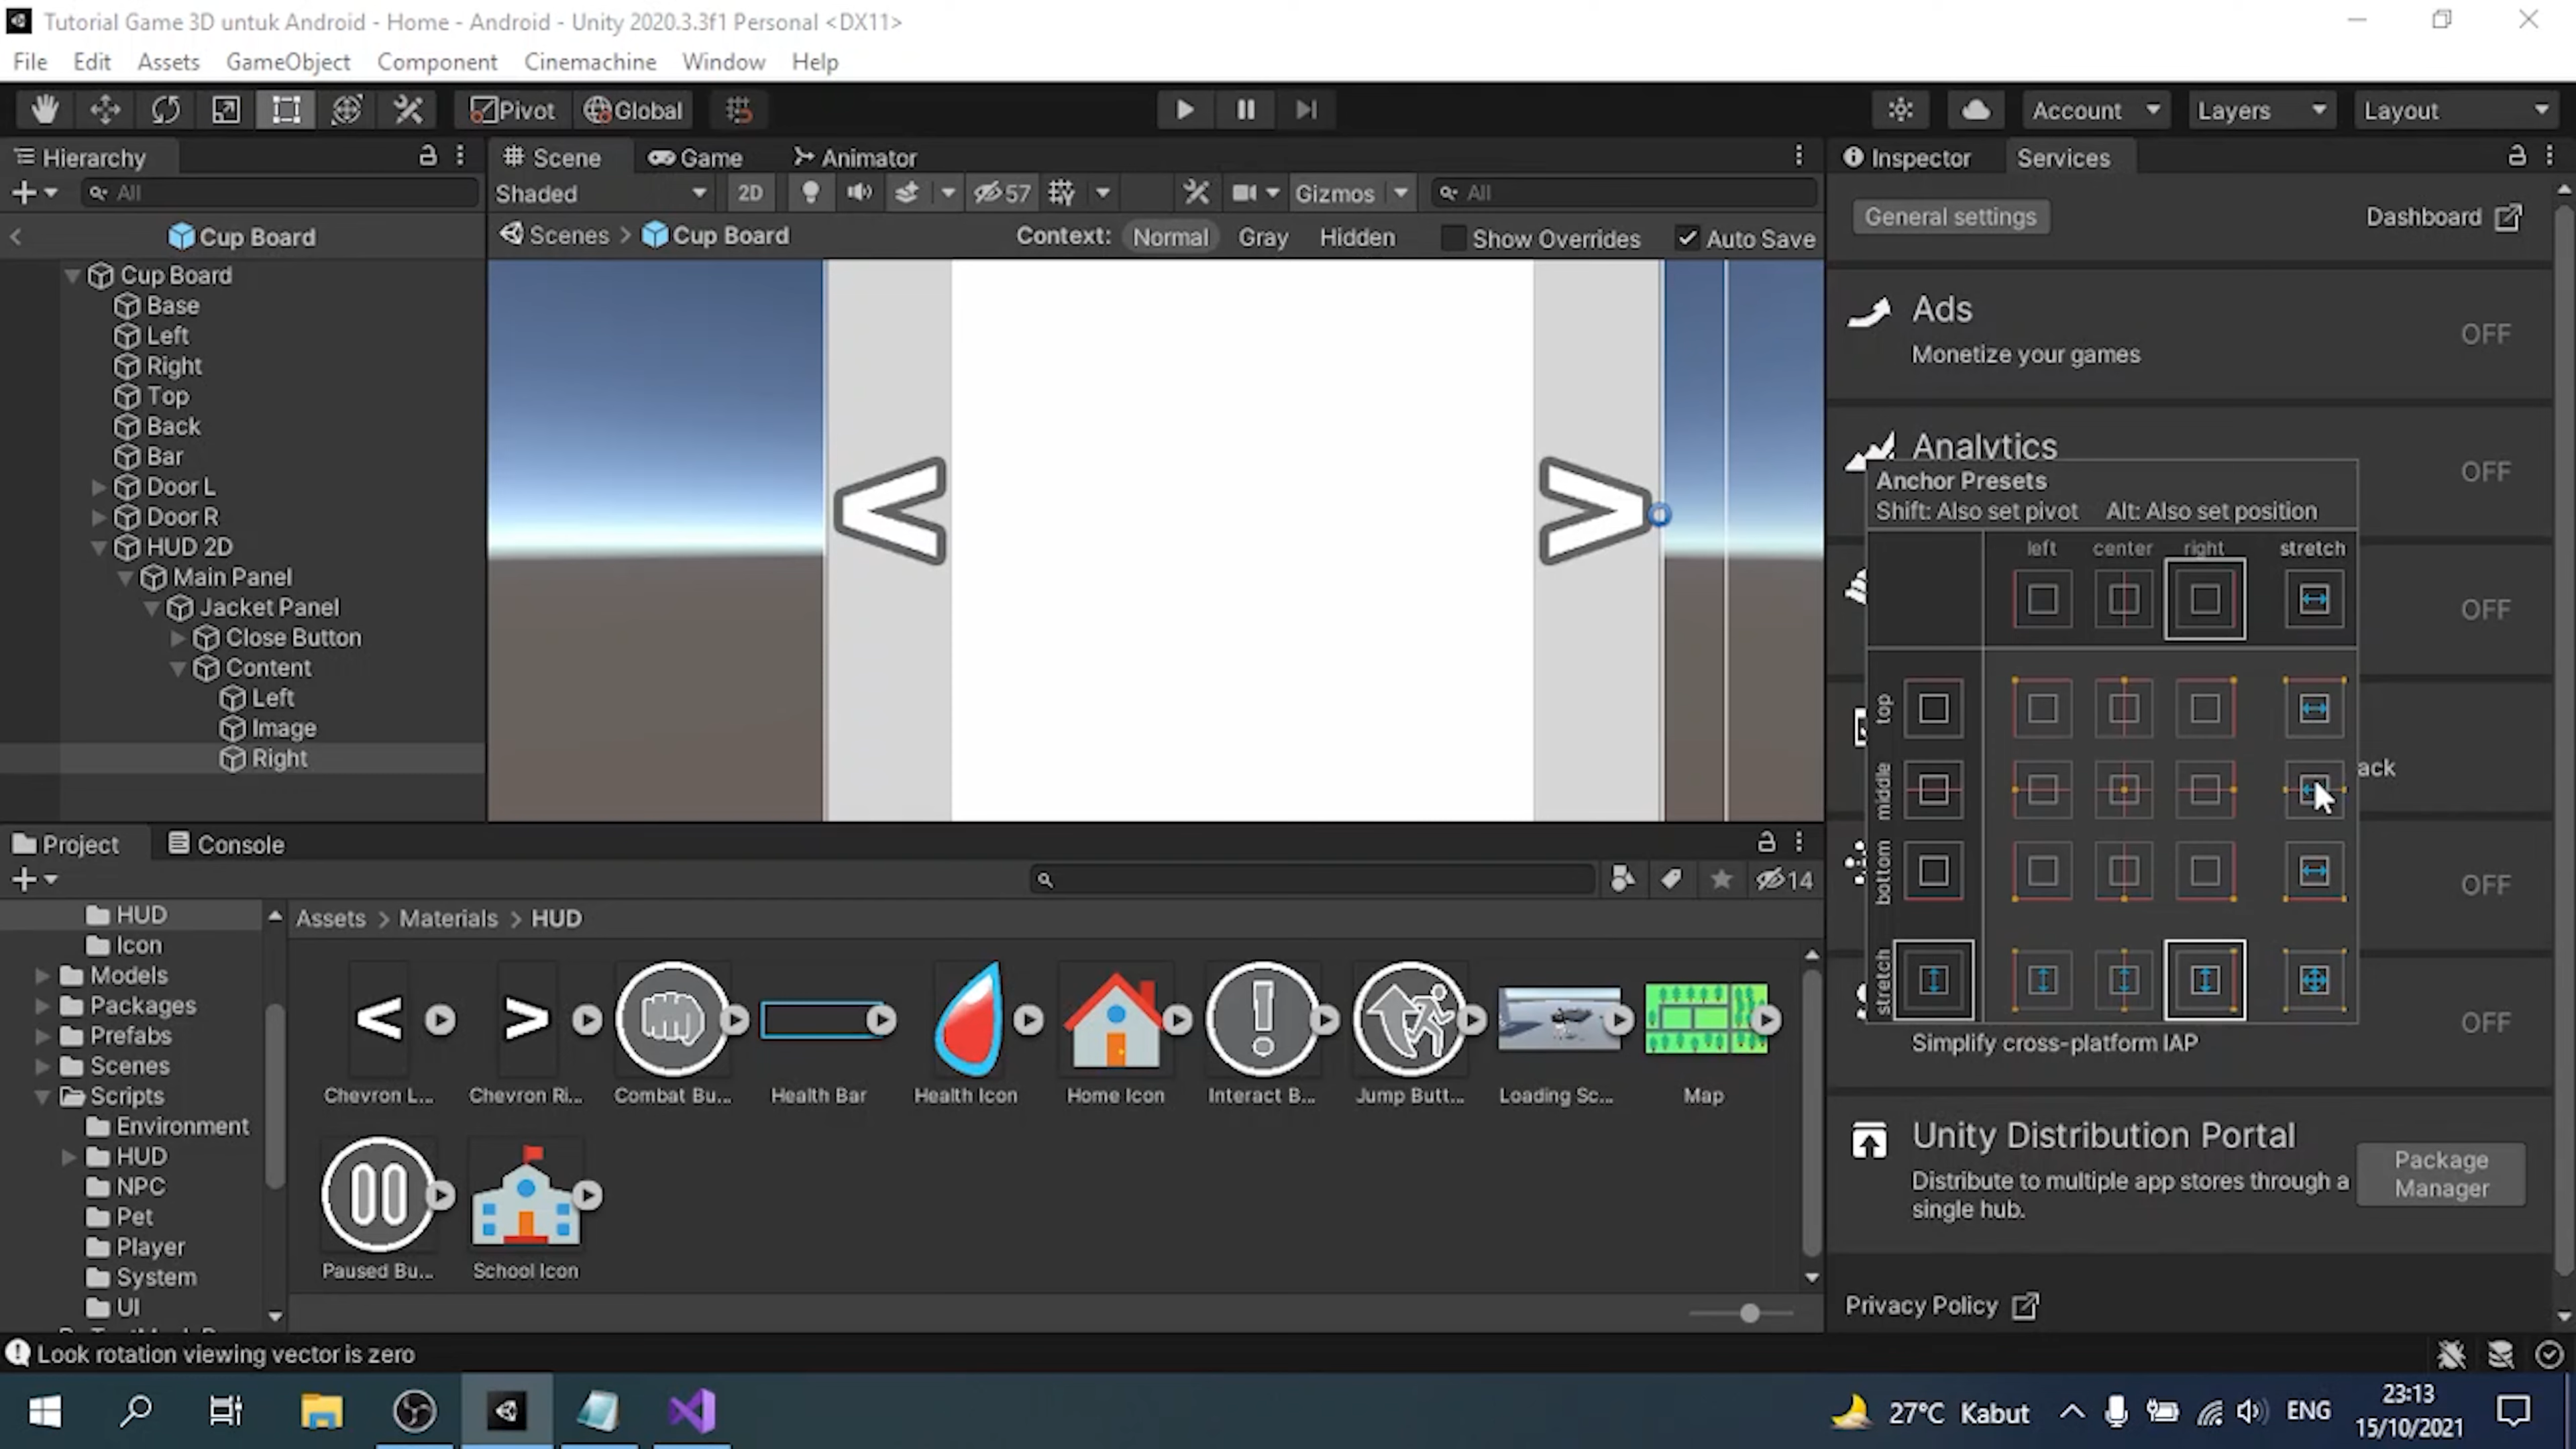 Tutorial Game 3D untuk Android - Home - Android - Unity 2020.3.3f1 Personal <DX11>
File Edit Assets GameObject Component Cinemachine Window Help
Pivot Global Account Layers Layout
Hierarchy
All
Cup Board
Cup Board
Base
Left
Right
Top
Back
Bar
Door L
Door R
HUD 2D
Main Panel
Jacket Panel
Close Button
Content
Left
Image
Right
Scene Game Animator
Shaded 2D 57 Gizmos All
Scenes > Cup Board Context: Normal Gray Hidden Show Overrides Auto Save
< >
Inspector Services
General settings Dashboard
Ads
Monetize your games
OFF
Analytics
OFF
Anchor Presets
Shift: Also set pivot Alt: Also set position
left center right stretch
top
middle
bottom
stretch
OFF
ack
OFF
OFF
Simplify cross-platform IAP
Unity Distribution Portal
Distribute to multiple app stores through a
single hub.
Package
Manager
Privacy Policy
Project Console
14
HUD
Icon
Models
Packages
Prefabs
Scenes
Scripts
Environment
HUD
NPC
Pet
Player
System
UI
Assets > Materials > HUD
Chevron L... Chevron Ri... Combat Bu... Health Bar Health Icon Home Icon Interact B... Jump Butt... Loading Sc... Map
Paused Bu... School Icon
Look rotation viewing vector is zero
27°C Kabut ENG
23:13
15/10/2021